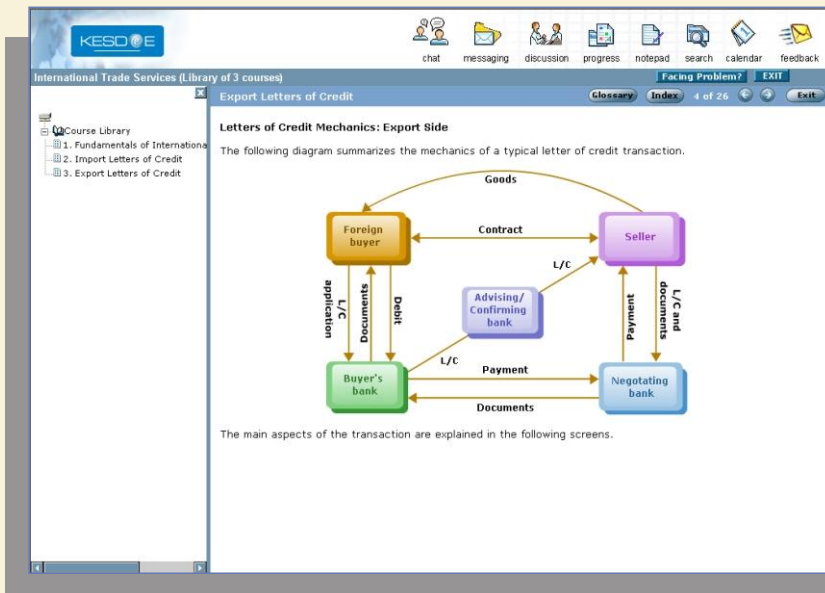 KESD@E
chat
messaging
discussion
progress
notepad
search
calendar
feedback
International Trade Services (Library of 3 courses)
Facing Problem?
EXIT
Export Letters of Credit
Glossary
Index
4 of 26
Exit
Course Library
1. Fundamentals of Internationa
2. Import Letters of Credit
3. Export Letters of Credit
Letters of Credit Mechanics: Export Side
The following diagram summarizes the mechanics of a typical letter of credit transaction.
Goods
Foreign
buyer
Contract
Seller
L/C
Advising/
Confirming
bank
L/C
application
Documents
Debit
Payment
L/C and
documents
L/C
Buyer's
bank
Payment
Negotating
bank
Documents
The main aspects of the transaction are explained in the following screens.